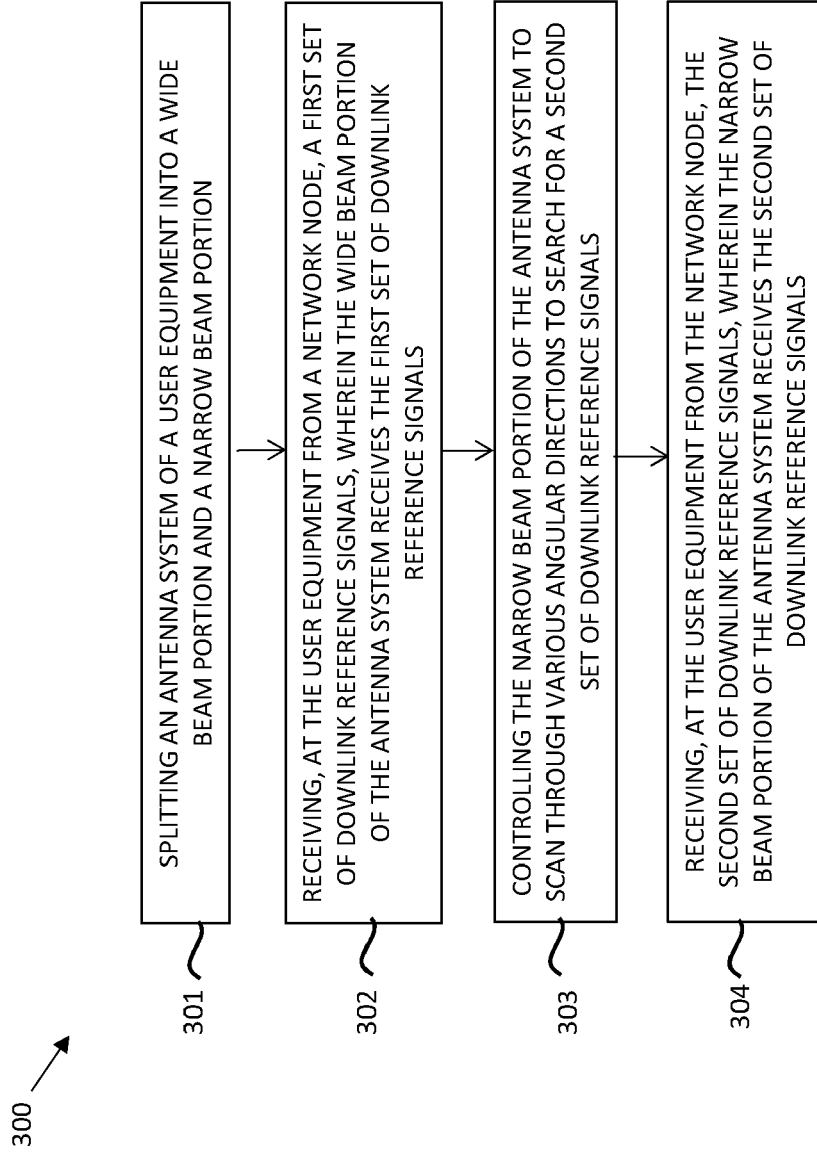 300
301
SPLITTING AN ANTENNA SYSTEM OF A USER EQUIPMENT INTO A WIDE
BEAM PORTION AND A NARROW BEAM PORTION
302
RECEIVING, AT THE USER EQUIPMENT FROM A NETWORK NODE, A FIRST SET
OF DOWNLINK REFERENCE SIGNALS, WHEREIN THE WIDE BEAM PORTION
OF THE ANTENNA SYSTEM RECEIVES THE FIRST SET OF DOWNLINK
REFERENCE SIGNALS
303
CONTROLLING THE NARROW BEAM PORTION OF THE ANTENNA SYSTEM TO
SCAN THROUGH VARIOUS ANGULAR DIRECTIONS TO SEARCH FOR A SECOND
SET OF DOWNLINK REFERENCE SIGNALS
304
RECEIVING, AT THE USER EQUIPMENT FROM THE NETWORK NODE, THE
SECOND SET OF DOWNLINK REFERENCE SIGNALS, WHEREIN THE NARROW
BEAM PORTION OF THE ANTENNA SYSTEM RECEIVES THE SECOND SET OF
DOWNLINK REFERENCE SIGNALS